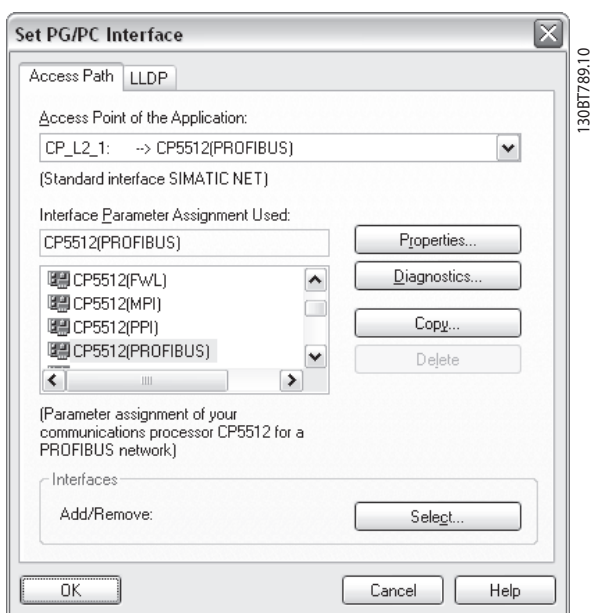 Set PG/PC Interface
Access Path
LLDP
Access Point of the Application:
CP_L2_1: --> CP5512(PROFIBUS)
(Standard interface SIMATIC NET)
Interface Parameter Assignment Used:
CP5512(PROFIBUS)
Properties...
CP5512(FWL)
CP5512(MPI)
CP5512(PPI)
CP5512(PROFIBUS)
Diagnostics...
Copy...
Delete
(Parameter assignment of your
communications processor CP5512 for a
PROFIBUS network)
Interfaces
Add/Remove:
Select...
OK
Cancel
Help
130BT789.10